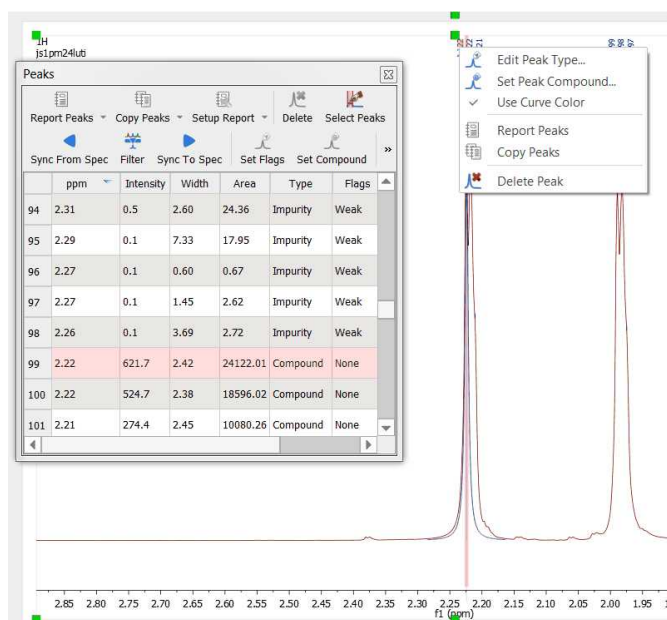 1H
js1pm24luti
22
22
21
99
98
97
Peaks
Report Peaks Copy Peaks Setup Report Delete Select Peaks
Sync From Spec Filter Sync To Spec Set Flags Set Compound »
ppm Intensity Width Area Type Flags
94 2.31 0.5 2.60 24.36 Impurity Weak
95 2.29 0.1 7.33 17.95 Impurity Weak
96 2.27 0.1 0.60 0.67 Impurity Weak
97 2.27 0.1 1.45 2.62 Impurity Weak
98 2.26 0.1 3.69 2.72 Impurity Weak
99 2.22 621.7 2.42 24122.01 Compound None
100 2.22 524.7 2.38 18596.02 Compound None
101 2.21 274.4 2.45 10080.26 Compound None
Edit Peak Type...
Set Peak Compound...
Use Curve Color
Report Peaks
Copy Peaks
Delete Peak
2.85 2.80 2.75 2.70 2.65 2.60 2.55 2.50 2.45 2.40 2.35 2.30 2.25 2.20 2.15 2.10 2.05 2.00 1.95
f1 (ppm)